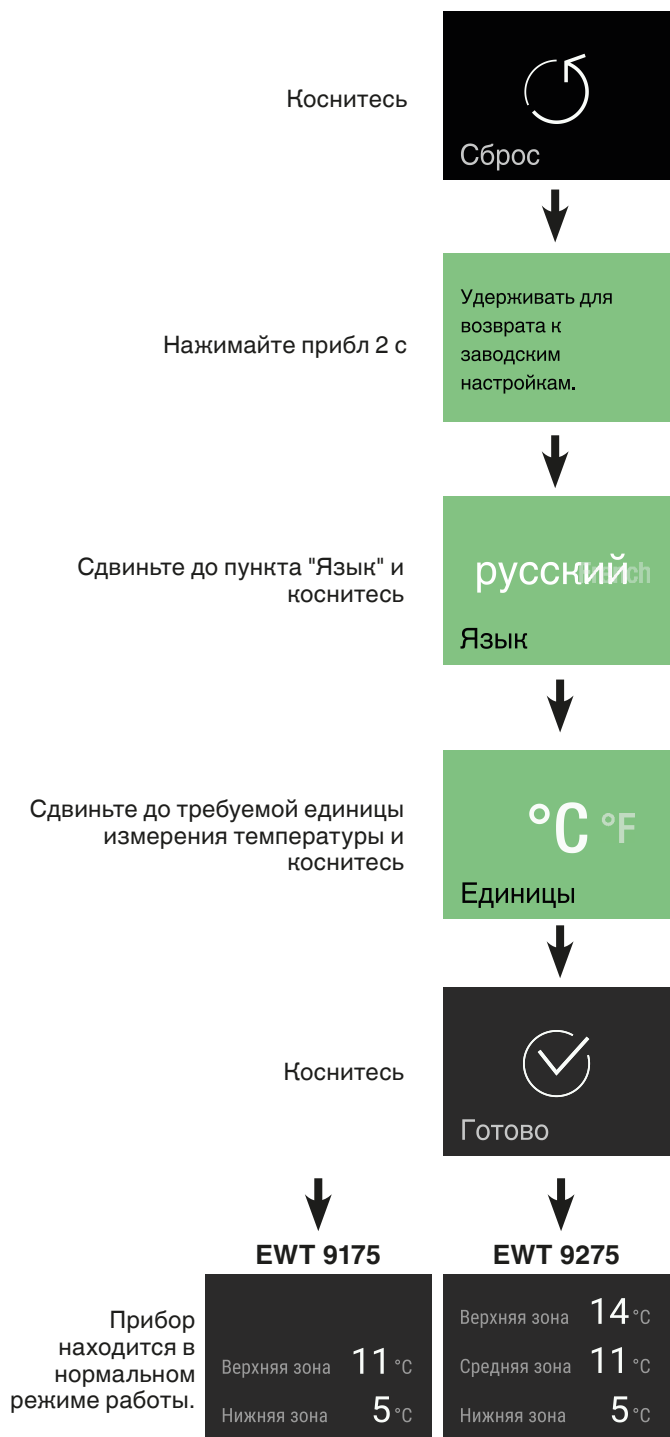 Коснитесь
Сброс
Нажимайте прибл 2 с
Удерживать для
возврата к
заводским
настройкам.
Сдвиньте до пункта "Язык" и
коснитесь
русский French
Язык
Сдвиньте до требуемой единицы
измерения температуры и
коснитесь
°C °F
Единицы
Коснитесь
Готово
EWT 9175
EWT 9275
Прибор
находится в
нормальном
режиме работы.
Верхняя зона 11 °C
Нижняя зона 5 °C
Верхняя зона 14 °C
Средняя зона 11 °C
Нижняя зона 5 °C